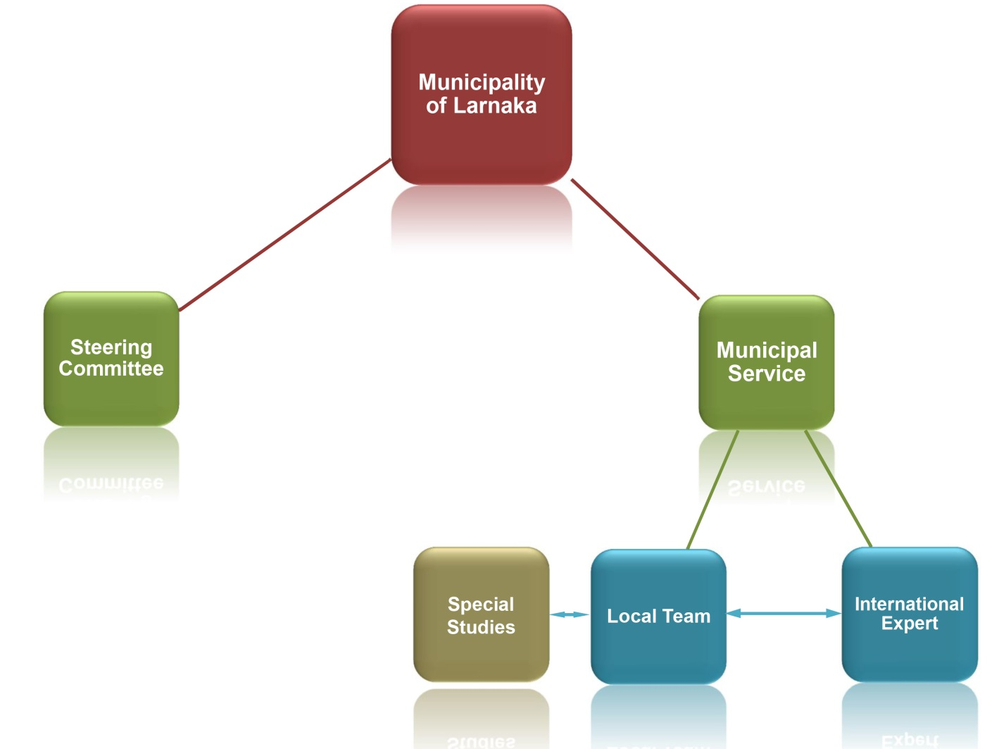 Municipality
of Larnaka
Steering
Committee
Municipal
Service
Special
Studies
Local Team
International
Expert